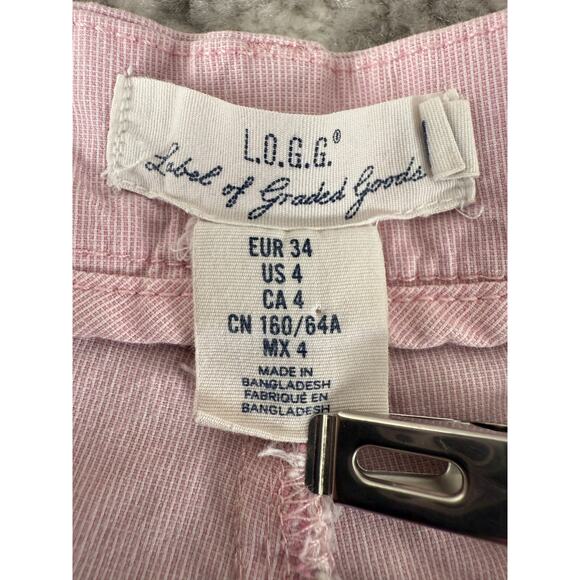 L.O.G.G.®
Label of Graded Goods
EUR 34
US 4
CA 4
CN 160/64A
MX 4
MADE IN
BANGLADESH
FABRIQUÉ EN
BANGLADESH